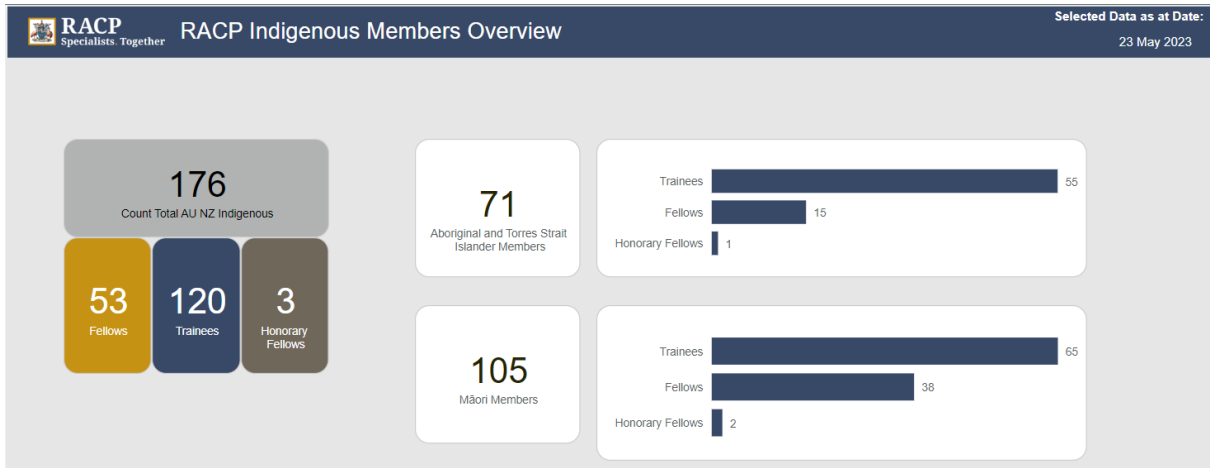 RACP
Specialists. Together
RACP Indigenous Members Overview
Selected Data as at Date:
23 May 2023
176
Count Total AU NZ Indigenous
53
Fellows
120
Trainees
3
Honorary
Fellows
71
Aboriginal and Torres Strait
Islander Members
Trainees 55
Fellows 15
Honorary Fellows 1
105
Māori Members
Trainees 65
Fellows 38
Honorary Fellows 2